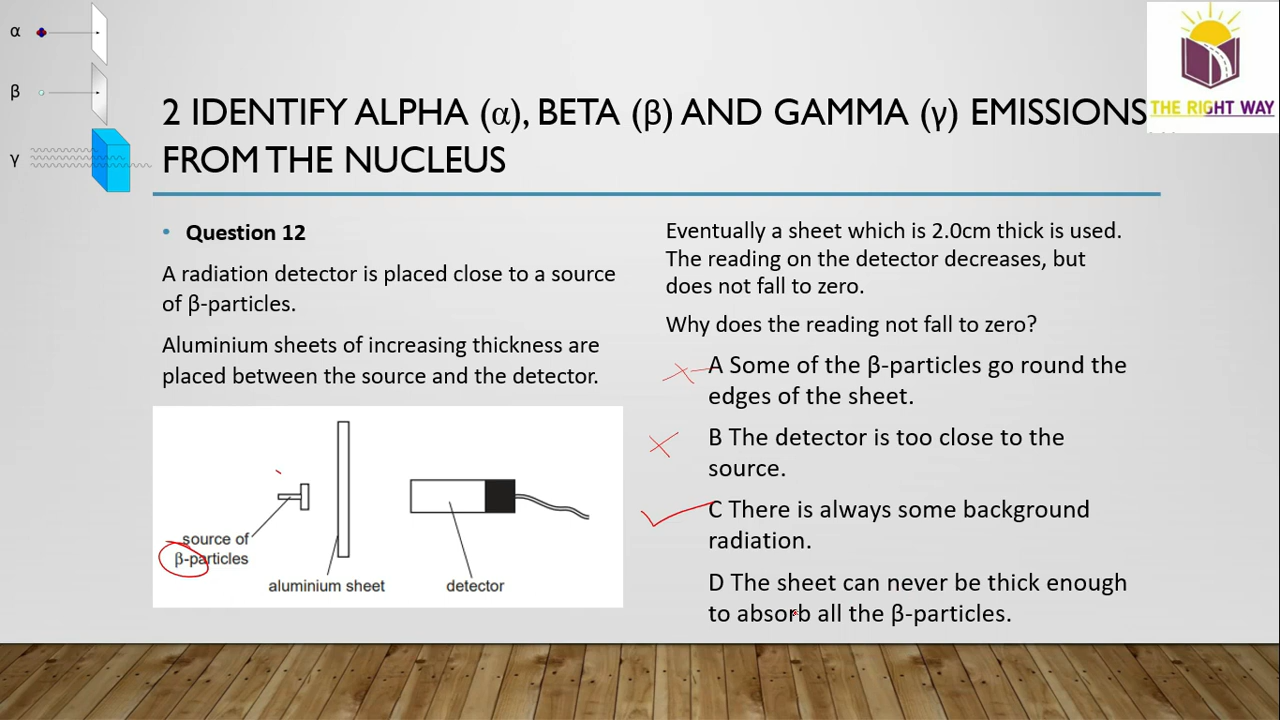 α
β
γ
THE RIGHT WAY
2 IDENTIFY ALPHA (α), BETA (β) AND GAMMA (γ) EMISSIONS
FROM THE NUCLEUS
• Question 12
A radiation detector is placed close to a source
of β-particles.
Aluminium sheets of increasing thickness are
placed between the source and the detector.
source of
β-particles
aluminium sheet
detector
Eventually a sheet which is 2.0cm thick is used.
The reading on the detector decreases, but
does not fall to zero.
Why does the reading not fall to zero?
A Some of the β-particles go round the
edges of the sheet.
B The detector is too close to the
source.
C There is always some background
radiation.
D The sheet can never be thick enough
to absorb all the β-particles.